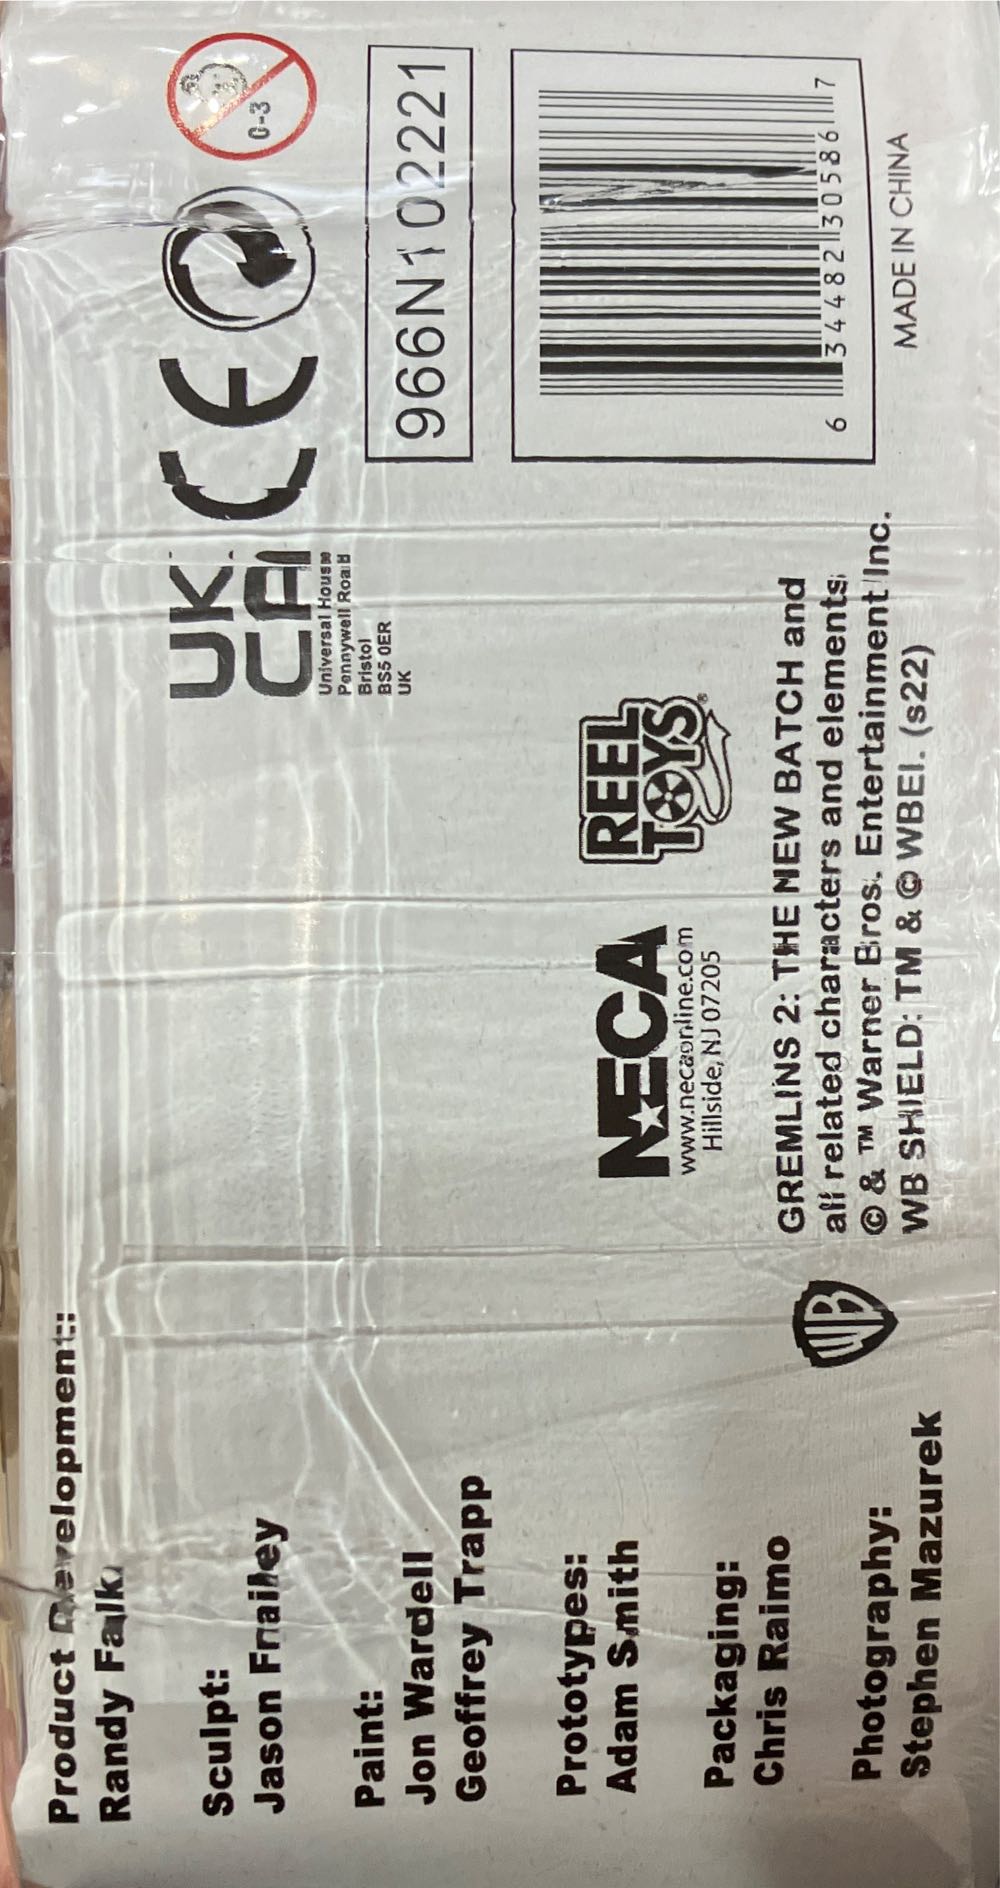 Product Development:
Randy Falk
Sculpt:
Jason Frailey
Paint:
Jon Wardell
Geoffrey Trapp
Prototypes:
Adam Smith
Packaging:
Chris Raimo
Photography:
Stephen Mazurek
NECA
www.necaonline.com
Hillside, NJ 07205
REEL
TOYS®
WB
GREMLINS 2: THE NEW BATCH and
all related characters and elements
© & ™ Warner Bros. Entertainment Inc.
WB SHIELD: TM & © WBEI. (s22)
UK
CA
Universal House
Pennywell Road
Bristol
BS5 0ER
UK
CE
0-3
966N102221
6 34482 30586 7
MADE IN CHINA